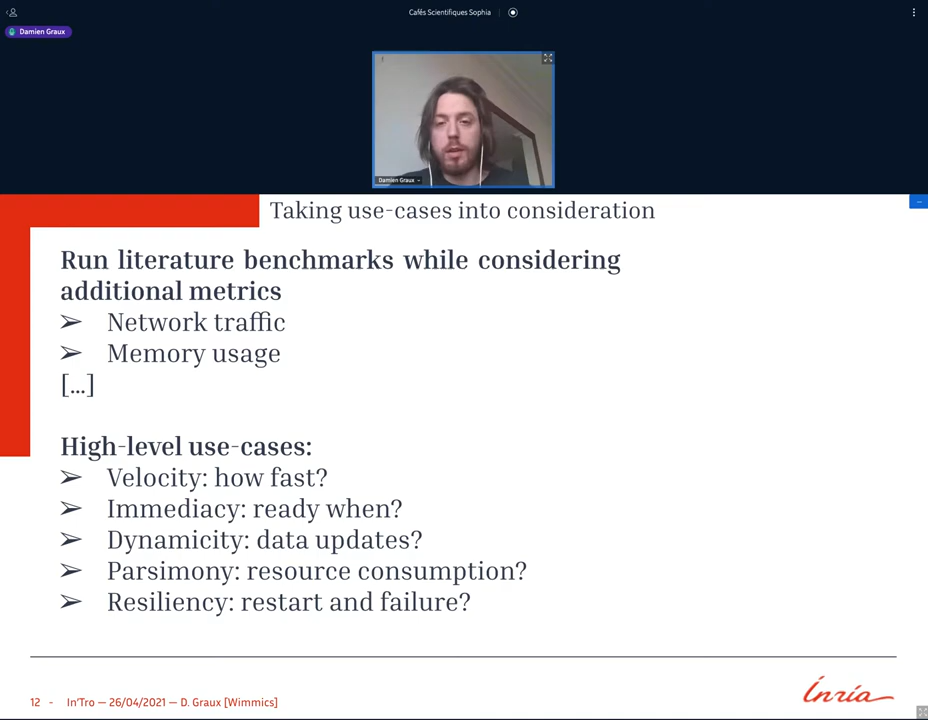 Cafés Scientifiques Sophia
Damien Graux
Damien Graux
Taking use-cases into consideration
Run literature benchmarks while considering
additional metrics
➢ Network traffic
➢ Memory usage
[...]
High-level use-cases:
➢ Velocity: how fast?
➢ Immediacy: ready when?
➢ Dynamicity: data updates?
➢ Parsimony: resource consumption?
➢ Resiliency: restart and failure?
12 - In'Tro — 26/04/2021 — D. Graux [Wimmics]
Inria